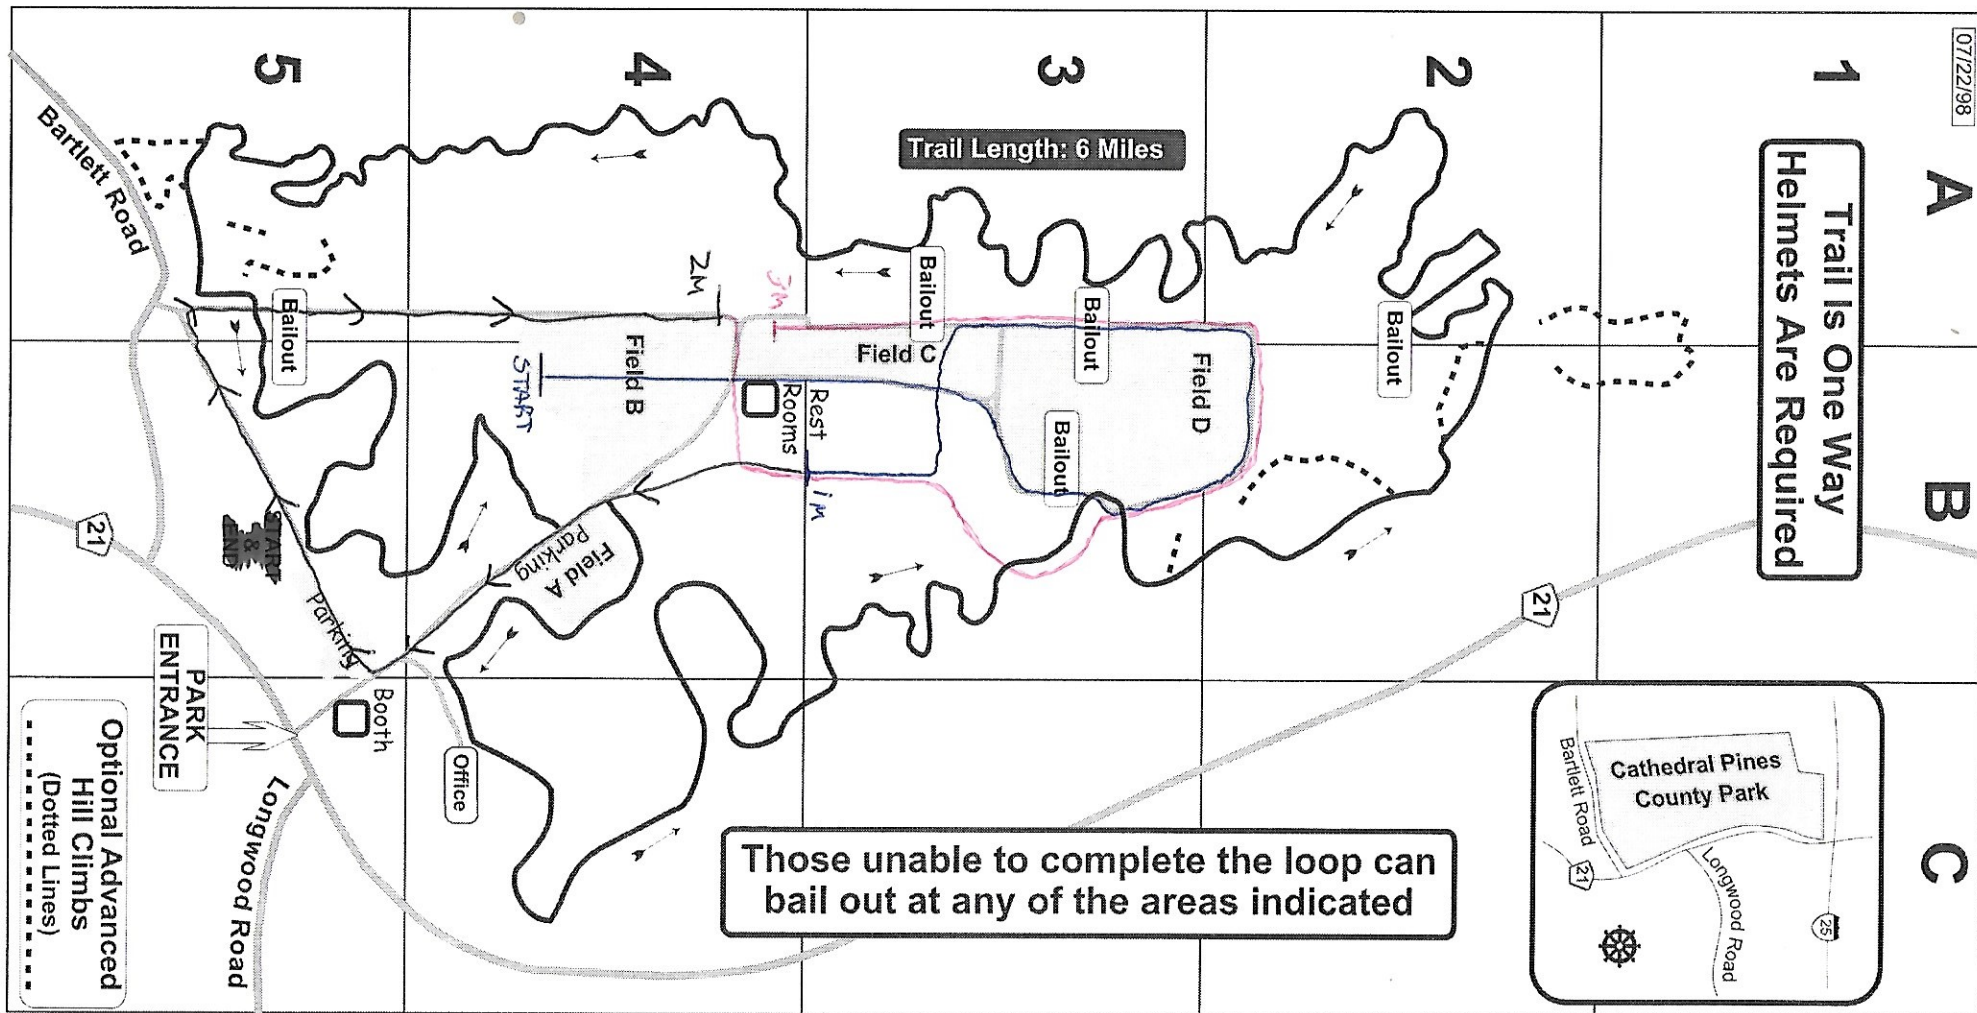 07/22/98
1
2
3
4
5
A
B
C
Trail Is One Way
Helmets Are Required
Trail Length: 6 Miles
Bartlett Road
Bailout
Bailout
Bailout
Bailout
Bailout
2M
3M
1M
START
Field B
Field C
Field D
Rest
Rooms
Field A
Parking
START
&
END
Parking
Booth
Office
21
21
PARK
ENTRANCE
Longwood Road
Optional Advanced
Hill Climbs
(Dotted Lines)
Those unable to complete the loop can
bail out at any of the areas indicated
Cathedral Pines
County Park
Bartlett Road
Longwood Road
21
25